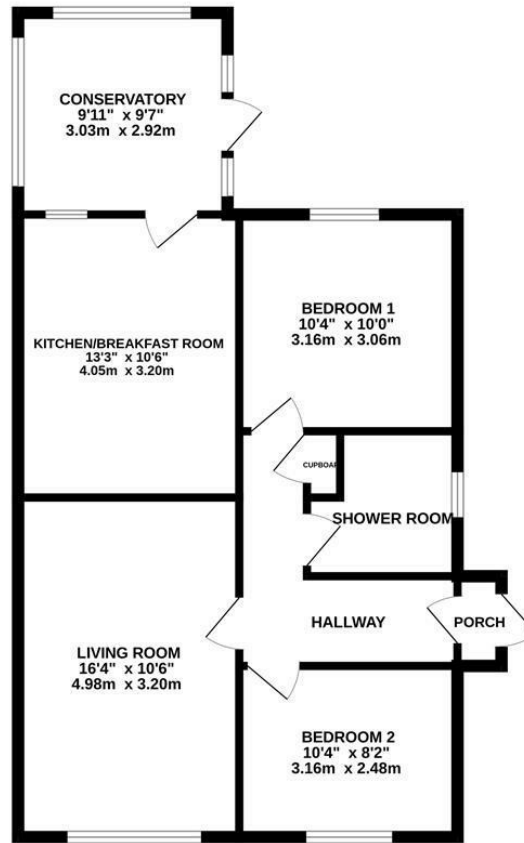 CONSERVATORY
9'11" x 9'7"
3.03m x 2.92m
BEDROOM 1
10'4" x 10'0"
3.16m x 3.06m
KITCHEN/BREAKFAST ROOM
13'3" x 10'6"
4.05m x 3.20m
CUPBOAR
SHOWER ROOM
HALLWAY
PORCH
LIVING ROOM
16'4" x 10'6"
4.98m x 3.20m
BEDROOM 2
10'4" x 8'2"
3.16m x 2.48m